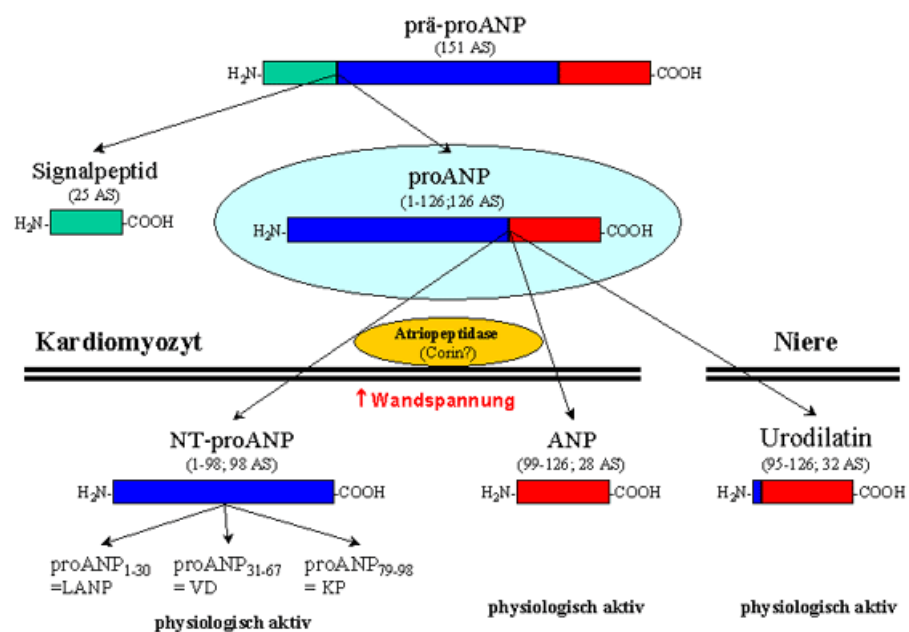 prä-proANP
(151 AS)
H₂N- -COOH
Signalpeptid
(25 AS)
H₂N- -COOH
proANP
(1-126;126 AS)
H₂N- -COOH
Kardiomyozyt
Atriopeptidase
(Corin?)
Niere
↑ Wandspannung
NT-proANP
(1-98; 98 AS)
H₂N- -COOH
ANP
(99-126; 28 AS)
H₂N- -COOH
Urodilatin
(95-126; 32 AS)
H₂N- -COOH
proANP₁₋₃₀
=LANP
proANP₃₁₋₆₇
= VD
proANP₇₉₋₉₈
= KP
physiologisch aktiv
physiologisch aktiv
physiologisch aktiv